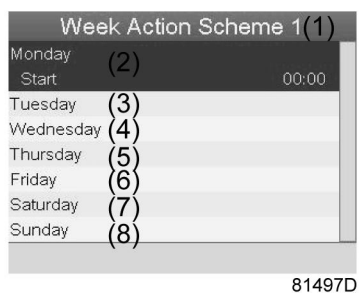 Week Action Scheme 1(1)
Monday (2)
Start 00:00
Tuesday (3)
Wednesday (4)
Thursday (5)
Friday (6)
Saturday (7)
Sunday (8)
81497D